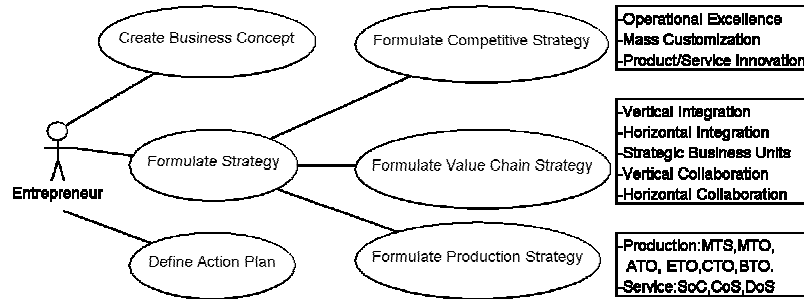 Create Business Concept
Formulate Competitive Strategy
-Operational Excellence
-Mass Customization
-Product/Service Innovation
Entrepreneur
Formulate Strategy
Formulate Value Chain Strategy
-Vertical Integration
-Horizontal Integration
-Strategic Business Units
-Vertical Collaboration
-Horizontal Collaboration
Define Action Plan
Formulate Production Strategy
-Production:MTS,MTO,
ATO, ETO,CTO,BTO.
-Service:SoC,CoS,DoS